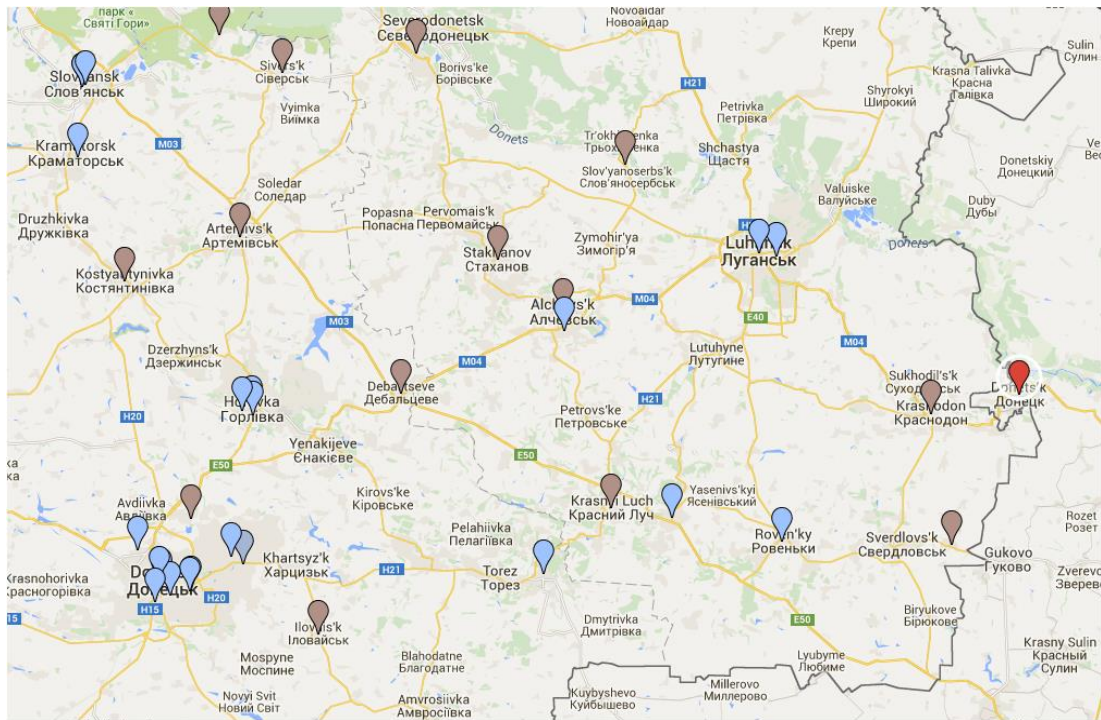 парк «
Святі Гори»
Severodonetsk
Сєвєродонецьк
Novoaidar
Новоайдар
Krepy
Крепи
Sulin
Сулин
Sivers'k
Сіверськ
Borivs'ke
Борівське
Slov'yansk
Слов'янськ
Krasna Talivka
Красна
Талівка
H21
Shyrokyi
Широкий
Vyimka
Виїмка
Petrivka
Петрівка
Donets
Kramatorsk
Краматорськ
M03
Shchastya
Щастя
Donetskiy
Донецкий
Slov'yanoserbs'k
Слов'яносербськ
Soledar
Соледар
Valuiske
Валуйське
Duby
Дубы
Druzhkivka
Дружківка
Popasna
Попасна
Pervomais'k
Первомайськ
Artemivs'k
Артемівськ
Zymohir'ya
Зимогір'я
Donets
Luhans'k
Луганськ
Stakhanov
Стаханов
Kostyantynivka
Костянтинівка
Alchevs'k
Алчевськ
M04
E40
M03
Dzerzhyns'k
Дзержинськ
Lutuhyne
Лутугине
M04
M04
Debaltseve
Дебальцеве
Sukhodil's'k
Суходільськ
Donets'k
Донецк
Krasnodon
Краснодон
H21
Horlivka
Горлівка
H20
Petrovs'ke
Петровське
Yenakijeve
Єнакієве
E50
E50
Kirovs'ke
Кіровське
Yasenivs'kyi
Ясенівський
Krasnyi Luch
Красний Луч
Avdiivka
Авдіївка
Rozet
Розет
Pelahiivka
Пелагіївка
Roven'ky
Ровеньки
Sverdlovs'k
Свердловськ
Gukovo
Гуково
Khartsyz'k
Харцизьк
H21
Torez
Торез
Krasnohorivka
Красногорівка
Донецьк
H20
Zverevo
Зверево
H15
15
Biryukove
Бірюкове
E50
Ilovais'k
Іловайськ
Dmytrivka
Дмитрівка
Krasny Sulin
Красный
Сулин
Mospyne
Моспине
Blahodatne
Благодатне
Lyubyme
Любиме
Kuybyshevo
Куйбышево
Millerovo
Миллерово
Novyi Svit
Новий Світ
Amvrosiivka
Амвросіївка